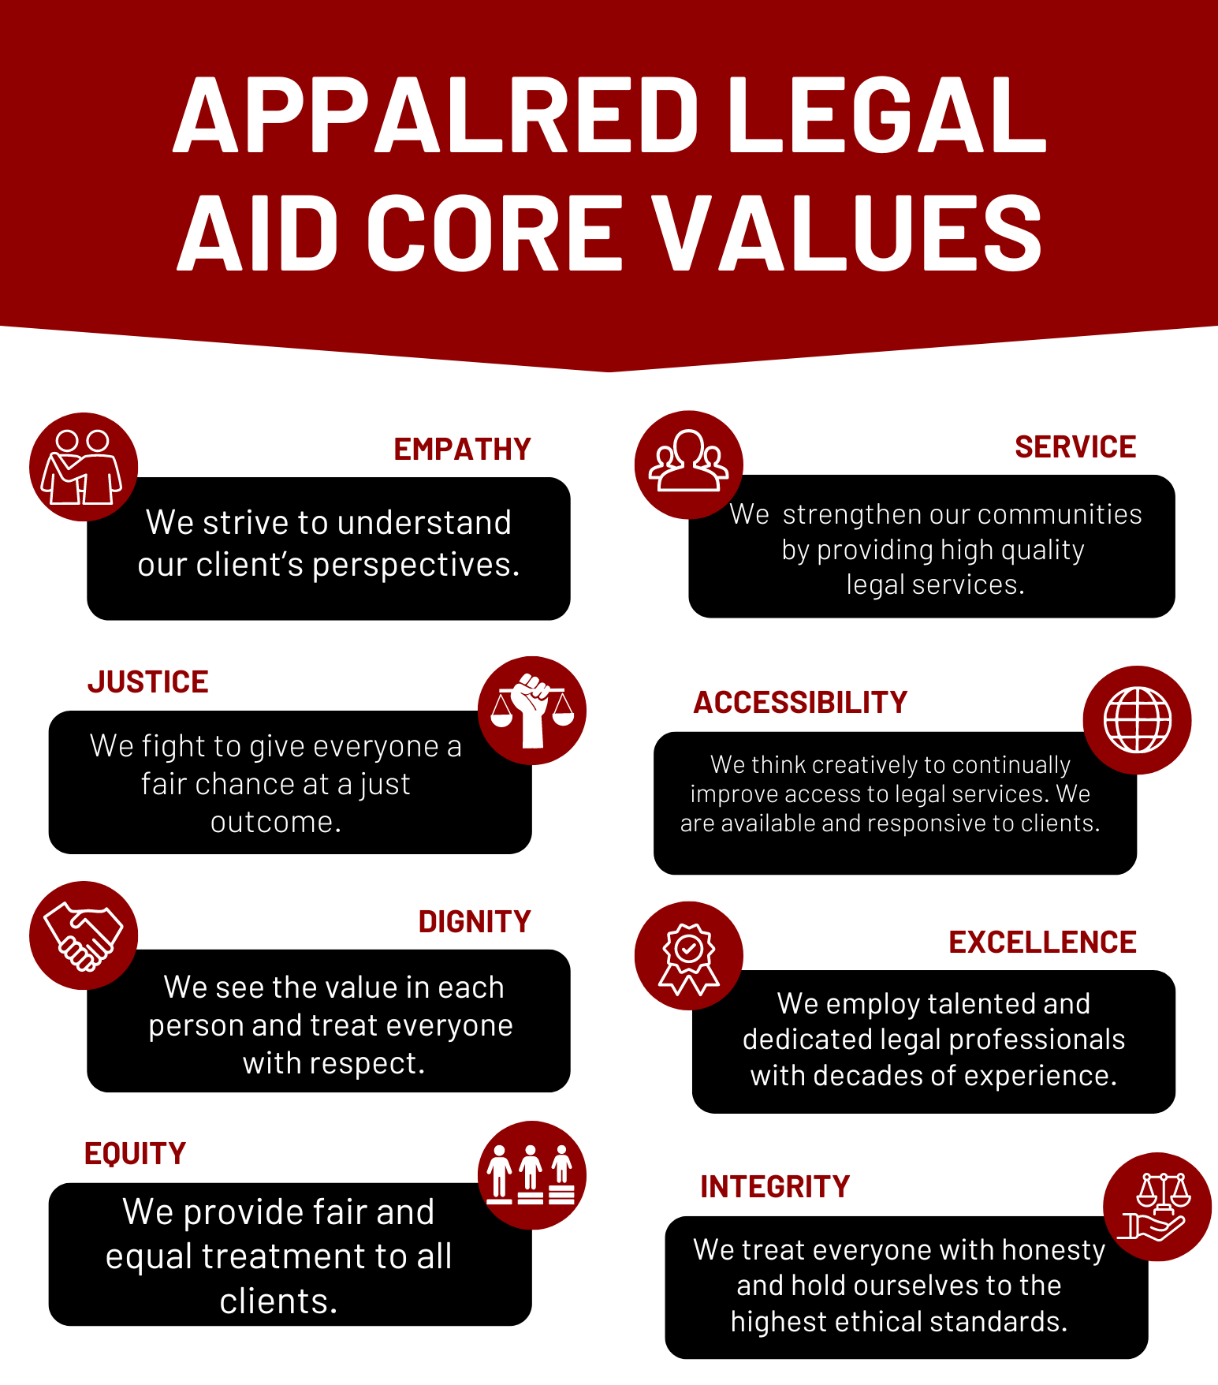 APPALRED LEGAL
AID CORE VALUES
EMPATHY
We strive to understand
our client’s perspectives.
JUSTICE
We fight to give everyone a
fair chance at a just
outcome.
DIGNITY
We see the value in each
person and treat everyone
with respect.
EQUITY
We provide fair and
equal treatment to all
clients.
SERVICE
We strengthen our communities
by providing high quality
legal services.
ACCESSIBILITY
We think creatively to continually
improve access to legal services. We
are available and responsive to clients.
EXCELLENCE
We employ talented and
dedicated legal professionals
with decades of experience.
INTEGRITY
We treat everyone with honesty
and hold ourselves to the
highest ethical standards.